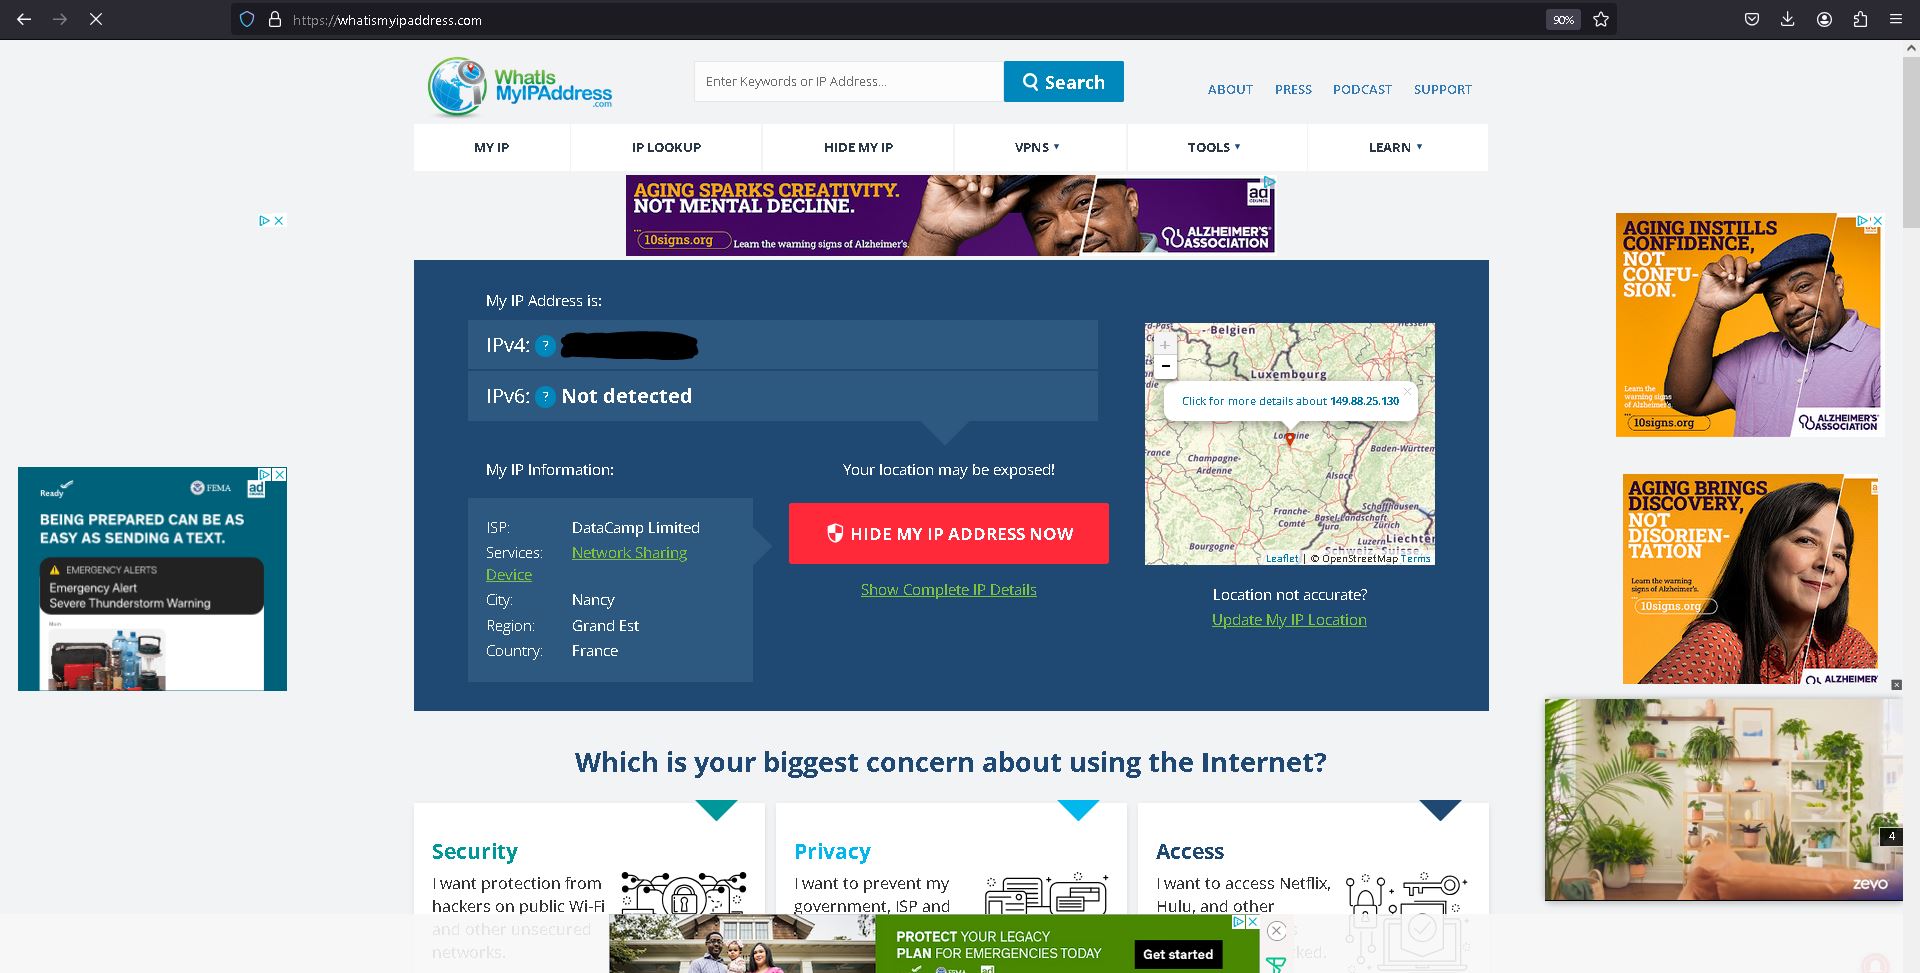 https://whatismyipaddress.com
90%
WhatIs
MyIPAddress
.com
Enter Keywords or IP Address...
Search
ABOUT
PRESS
PODCAST
SUPPORT
MY IP
IP LOOKUP
HIDE MY IP
VPNS
TOOLS
LEARN
AGING SPARKS CREATIVITY.
NOT MENTAL DECLINE.
10signs.org
Learn the warning signs of Alzheimer's.
ad
COUNCIL
ALZHEIMER'S
ASSOCIATION
My IP Address is:
IPv4: ?
IPv6: ? Not detected
My IP Information:
ISP: DataCamp Limited
Services: Network Sharing
Device
City: Nancy
Region: Grand Est
Country: France
Your location may be exposed!
HIDE MY IP ADDRESS NOW
Show Complete IP Details
Belgien
Luxembourg
Click for more details about 149.88.25.130
Baden-Württem
Champagne-
Ardenne
Alsace
Franche-
Comté
Schaffhausen
Basel-Landschaft
Jura
Zürich
Luzern
Liechten
Bourgogne
Leaflet | © OpenStreetMap Terms
Location not accurate?
Update My IP Location
Ready
FEMA
ad
BEING PREPARED CAN BE AS
EASY AS SENDING A TEXT.
EMERGENCY ALERTS
Emergency Alert
Severe Thunderstorm Warning
Main
AGING INSTILLS
CONFIDENCE,
NOT
CONFU-
SION.
Learn the
warning signs
of Alzheimer's.
10signs.org
ALZHEIMER'S
ASSOCIATION
AGING BRINGS
DISCOVERY,
NOT
DISORIEN-
TATION
Learn the warning
signs of Alzheimer's.
10signs.org
ALZHEIMER'
4
zevo
Which is your biggest concern about using the Internet?
Security
I want protection from
hackers on public Wi-Fi
and other unsecured
networks.
Privacy
I want to prevent my
government, ISP and
Access
I want to access Netflix,
Hulu, and other
PROTECT YOUR LEGACY
PLAN FOR EMERGENCIES TODAY
Get started
FEMA
ad